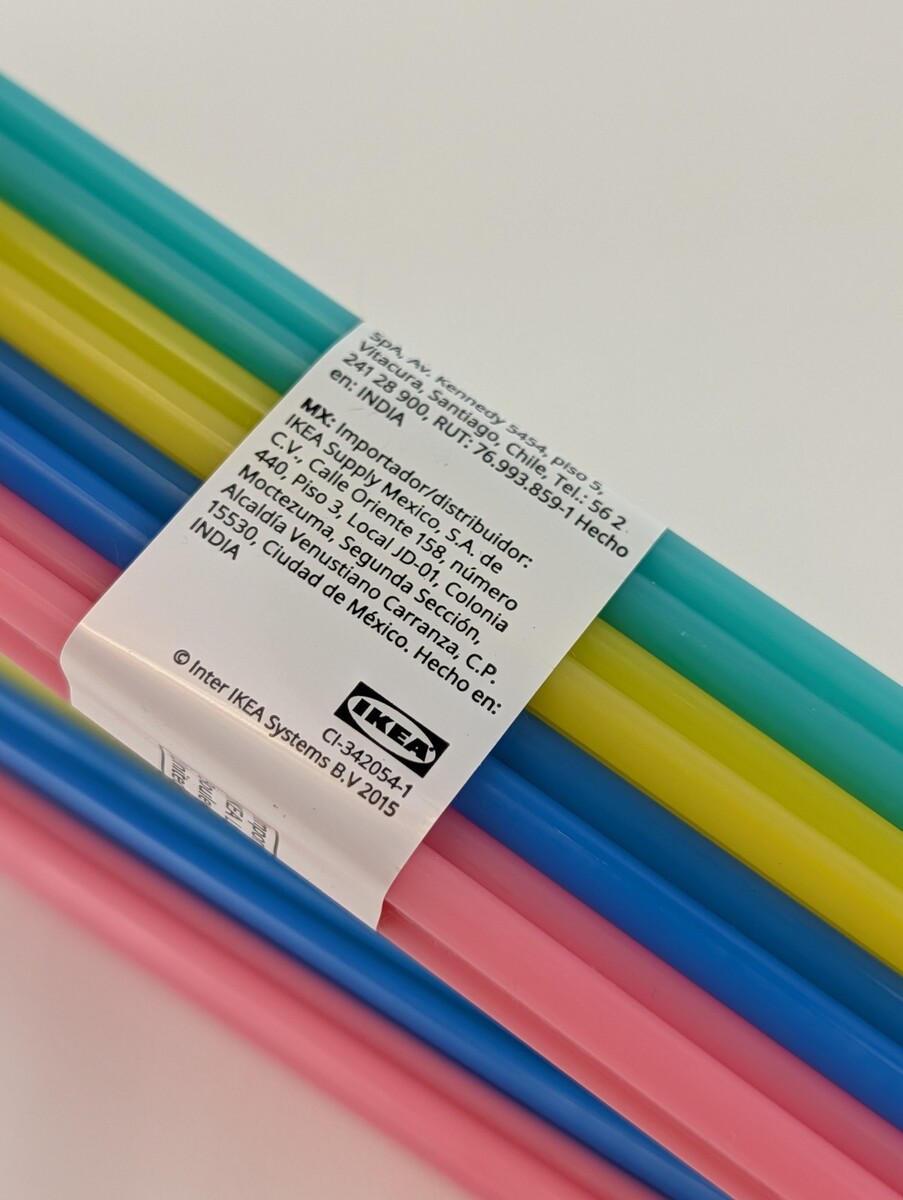 SpA, Av. Kennedy 5454, piso 5,
Vitacura, Santiago, Chile, Tel.: 56 2
241 28 900, RUT: 76.993.859-1 Hecho
en: INDIA
MX: Importador/distribuidor:
IKEA Supply Mexico, S.A. de
C.V., Calle Oriente 158, número
440, Piso 3, Local JD-01, Colonia
Moctezuma, Segunda Sección,
Alcaldía Venustiano Carranza, C.P.
15530, Ciudad de México. Hecho en:
INDIA
IKEA
CI-342054-1
© Inter IKEA Systems B.V 2015